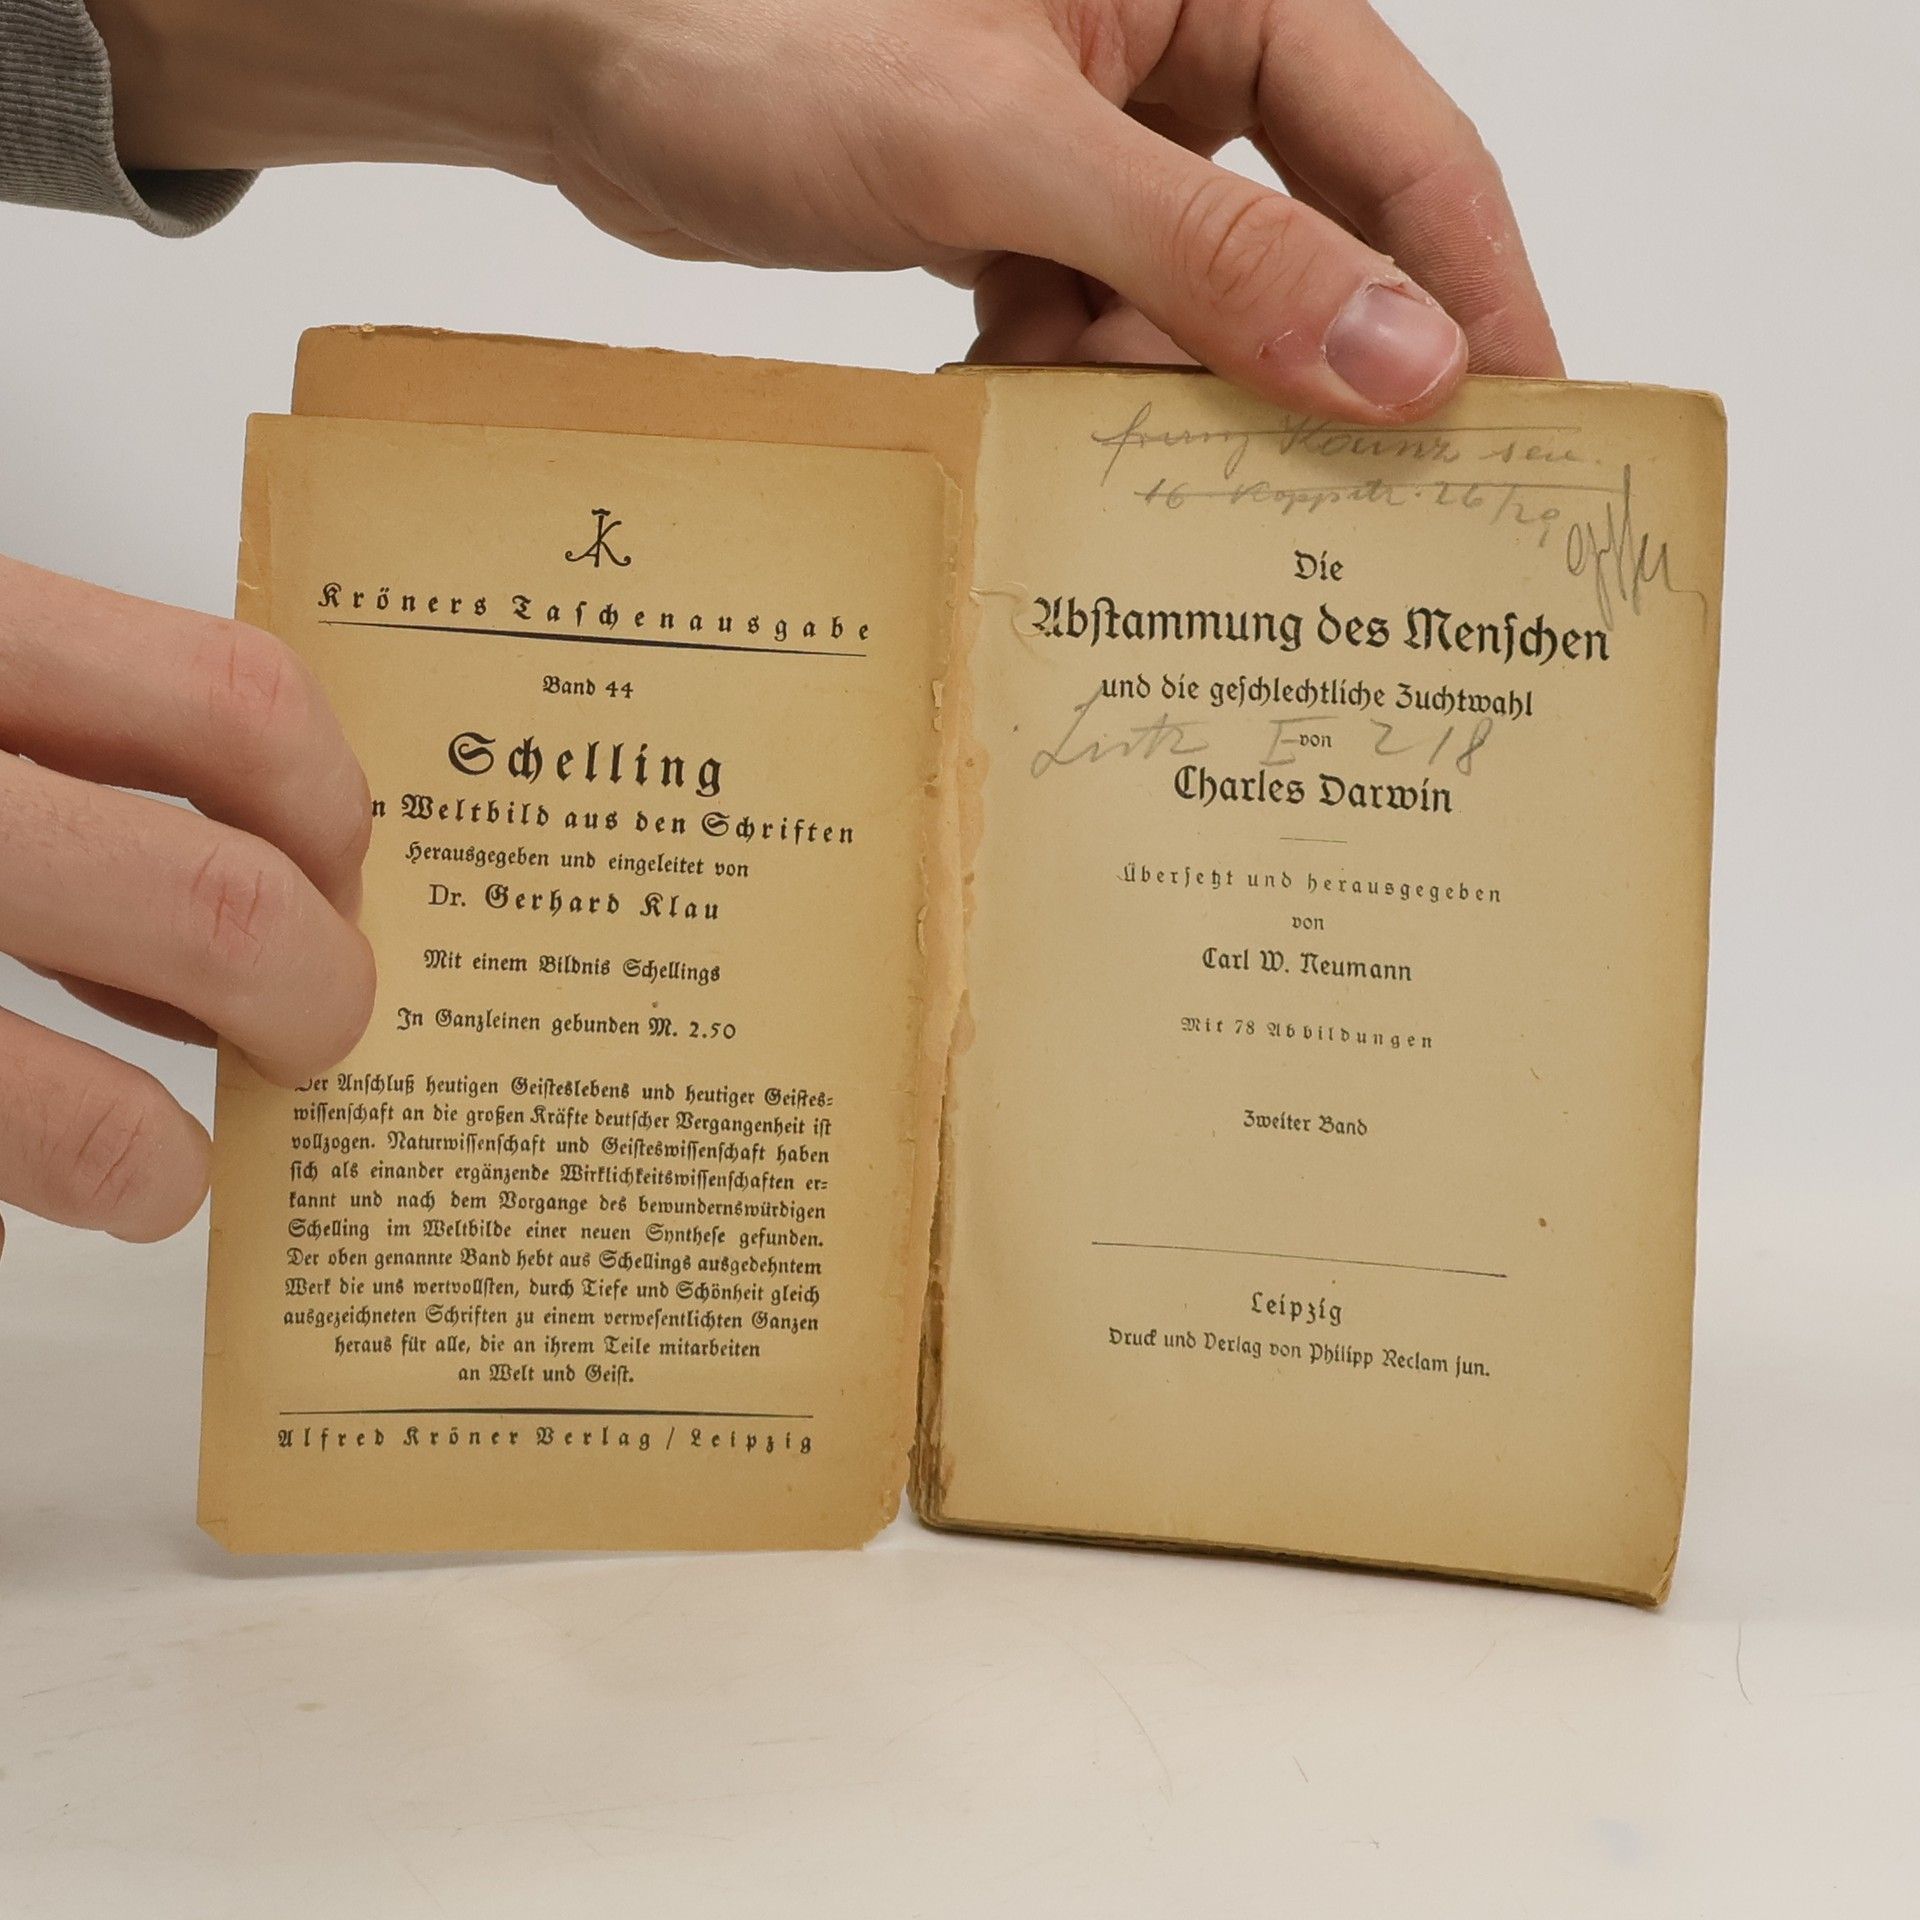 Kröners Taschenausgabe
Band 44
Schelling
Weltbild aus den Schriften
Herausgegeben und eingeleitet von
Dr. Gerhard Klau
Mit einem Bildnis Schellings
In Ganzleinen gebunden M. 2.50
Der Anschluß heutigen Geisteslebens und heutiger Geistes-
wissenschaft an die großen Kräfte deutscher Vergangenheit ist
vollzogen. Naturwissenschaft und Geisteswissenschaft haben
sich als einander ergänzende Wirklichkeitswissenschaften er-
kannt und nach dem Vorgange des bewundernswürdigen
Schelling im Weltbilde einer neuen Synthese gefunden.
Der oben genannte Band hebt aus Schellings ausgedehntem
Werk die uns wertvollsten, durch Tiefe und Schönheit gleich
ausgezeichneten Schriften zu einem verwesentlichten Ganzen
heraus für alle, die an ihrem Teile mitarbeiten
an Welt und Geist.
Alfred Kröner Verlag / Leipzig
sen.
16 26/29
Die
Abstammung des Menschen
und die geschlechtliche Zuchtwahl
von
218
Charles Darwin
Übersetzt und herausgegeben
von
Carl W. Neumann
Mit 78 Abbildungen
Zweiter Band
Leipzig
Druck und Verlag von Philipp Reclam jun.